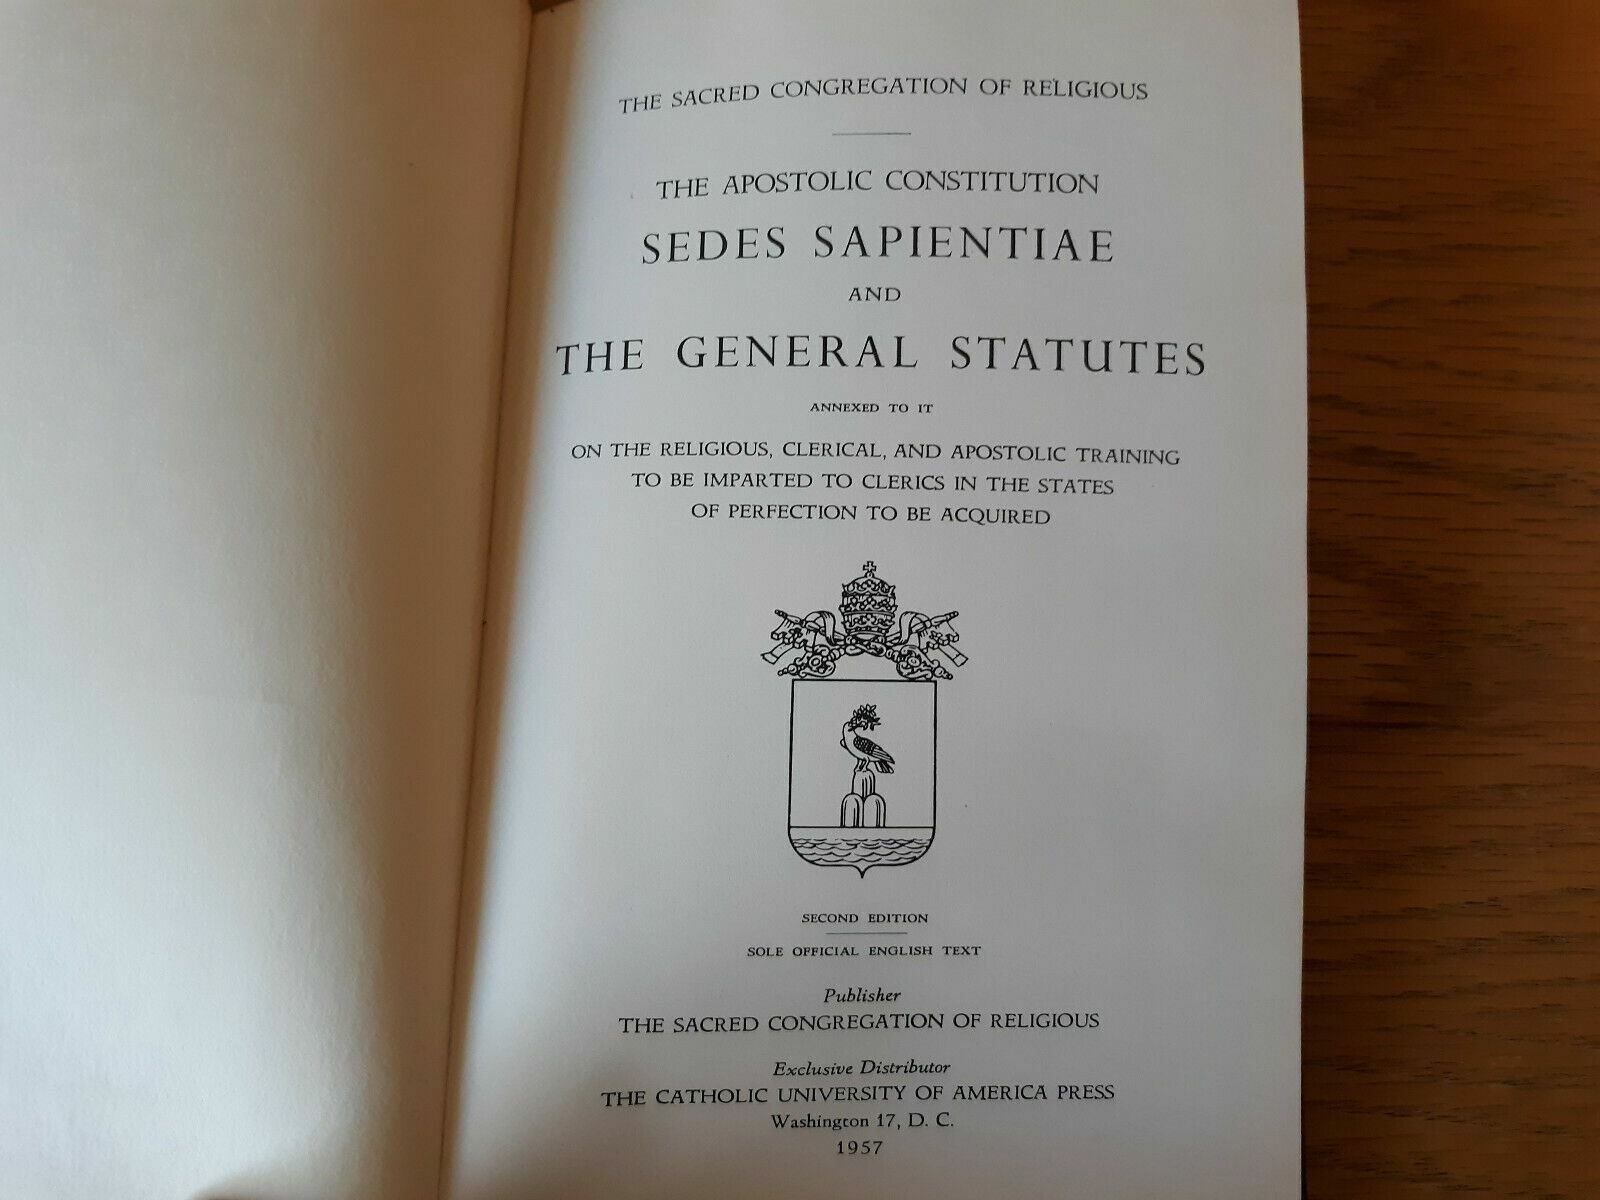 THE SACRED CONGREGATION OF RELIGIOUS
THE APOSTOLIC CONSTITUTION
SEDES SAPIENTIAE
AND
THE GENERAL STATUTES
ANNEXED TO IT
ON THE RELIGIOUS, CLERICAL, AND APOSTOLIC TRAINING
TO BE IMPARTED TO CLERICS IN THE STATES
OF PERFECTION TO BE ACQUIRED
SECOND EDITION
SOLE OFFICIAL ENGLISH TEXT
Publisher
THE SACRED CONGREGATION OF RELIGIOUS
Exclusive Distributor
THE CATHOLIC UNIVERSITY OF AMERICA PRESS
Washington 17, D. C.
1957